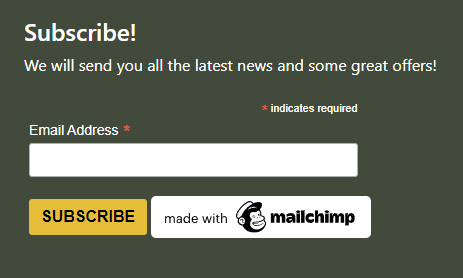 Subscribe!
We will send you all the latest news and some great offers!
* indicates required
Email Address *
SUBSCRIBE made with mailchimp